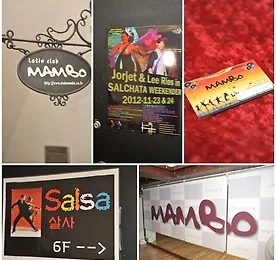 Latin club
MAMBo
Jorjet & Lee Rios in
SALCHATA WEEKENDER
2012-11-23 & 24
MAMBo
Salsa
살사
6F -->
MAMBo